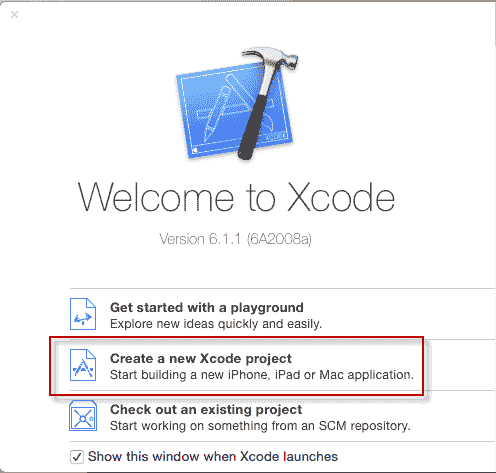 XCODE
Welcome to Xcode
Version 6.1.1 (6A2008a)
Get started with a playground
Explore new ideas quickly and easily.
Create a new Xcode project
Start building a new iPhone, iPad or Mac application.
Check out an existing project
Start working on something from an SCM repository.
Show this window when Xcode launches